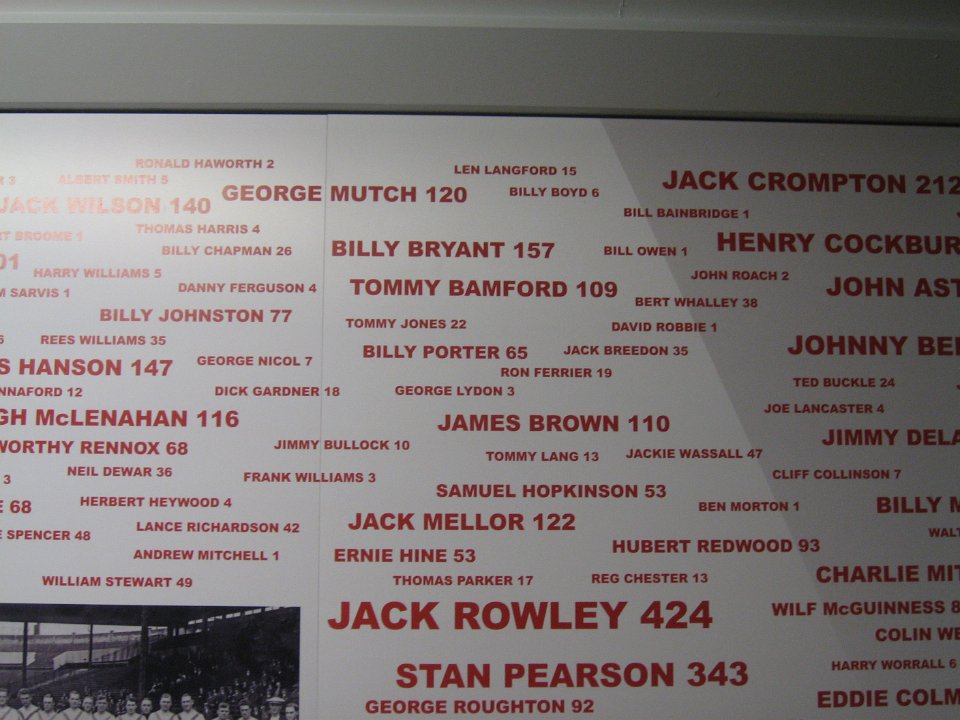 RONALD HAWORTH 2
LEN LANGFORD 15
JACK CROMPTON 212
3
ALBERT SMITH 5
GEORGE MUTCH 120
BILLY BOYD 6
JACK WILSON 140
BILL BAINBRIDGE 1
THOMAS HARRIS 4
BROOME 1
BILLY CHAPMAN 26
BILLY BRYANT 157
BILL OWEN 1
HENRY COCKBUR
01
HARRY WILLIAMS 5
JOHN ROACH 2
SARVIS 1
DANNY FERGUSON 4
TOMMY BAMFORD 109
BERT WHALLEY 38
JOHN AST
BILLY JOHNSTON 77
TOMMY JONES 22
DAVID ROBBIE 1
REES WILLIAMS 35
BILLY PORTER 65
JACK BREEDON 35
JOHNNY BE
S HANSON 147
GEORGE NICOL 7
RON FERRIER 19
NNAFORD 12
DICK GARDNER 18
GEORGE LYDON 3
TED BUCKLE 24
GH McLENAHAN 116
JAMES BROWN 110
JOE LANCASTER 4
WORTHY RENNOX 68
JIMMY BULLOCK 10
TOMMY LANG 13
JACKIE WASSALL 47
JIMMY DELA
3
NEIL DEWAR 36
FRANK WILLIAMS 3
CLIFF COLLINSON 7
E 68
HERBERT HEYWOOD 4
SAMUEL HOPKINSON 53
BEN MORTON 1
BILLY M
E SPENCER 48
LANCE RICHARDSON 42
JACK MELLOR 122
WALT
ANDREW MITCHELL 1
ERNIE HINE 53
HUBERT REDWOOD 93
WILLIAM STEWART 49
THOMAS PARKER 17
REG CHESTER 13
CHARLIE MIT
JACK ROWLEY 424
WILF McGUINNESS 8
COLIN WE
STAN PEARSON 343
HARRY WORRALL 6
GEORGE ROUGHTON 92
EDDIE COLM